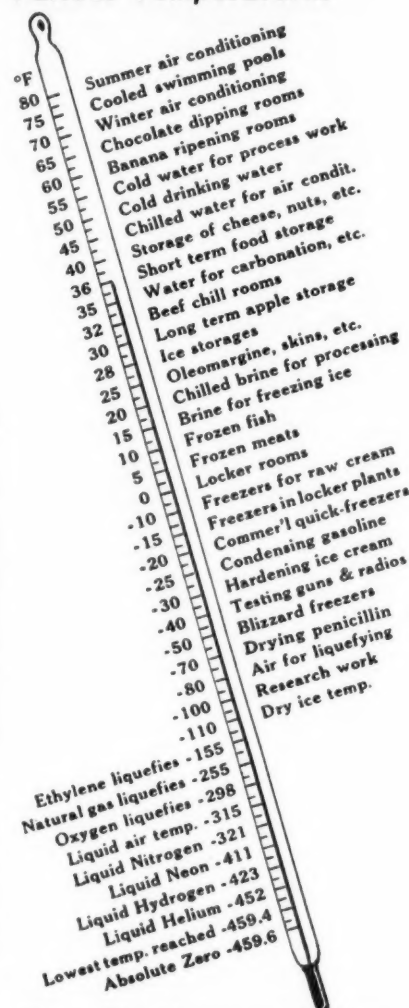 °F
80 Summer air conditioning
75 Cooled swimming pools
70 Winter air conditioning
65 Chocolate dipping rooms
60 Banana ripening rooms
55 Cold water for process work
50 Cold drinking water
45 Chilled water for air condit.
40 Storage of cheese, nuts, etc.
36 Short term food storage
35 Water for carbonation, etc.
32 Beef chill rooms
30 Long term apple storage
28 Ice storages
25 Oleomargine, skins, etc.
20 Chilled brine for processing
15 Brine for freezing ice
10 Frozen fish
5 Frozen meats
0 Locker rooms
-10 Freezers for raw cream
-15 Freezers in locker plants
-20 Commer'l quick-freezers
-25 Condensing gasoline
-30 Hardening ice cream
-40 Testing guns & radios
-50 Blizzard freezers
-70 Drying penicillin
-80 Air for liquefying
-100 Research work
-110 Dry ice temp.
Ethylene liquefies -155
Natural gas liquefies -255
Oxygen liquefies -298
Liquid air temp. -315
Liquid Nitrogen -321
Liquid Neon -411
Liquid Hydrogen -423
Liquid Helium -452
Lowest temp. reached -459.4
Absolute Zero -459.6